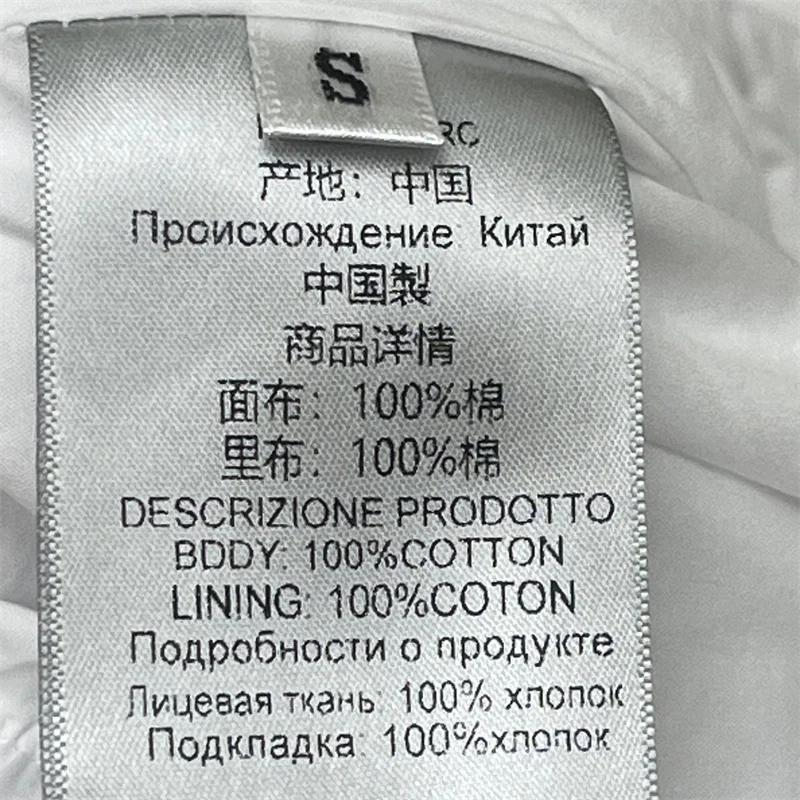 S
产地：中国
Происхождение Китай
中国製
商品详情
面布：100%棉
里布：100%棉
DESCRIZIONE PRODOTTO
BDDY: 100%COTTON
LINING: 100%COTON
Подробности о продукте
Лицевая ткань: 100% хлопок
Подкладка: 100%хлопок